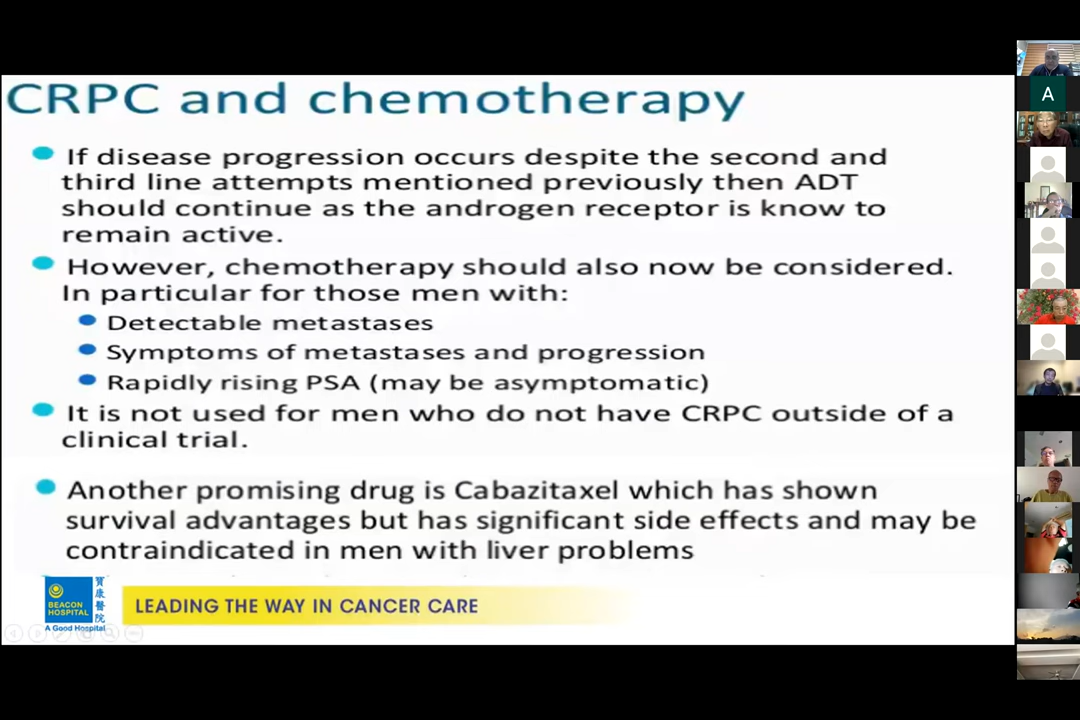 CRPC and chemotherapy
If disease progression occurs despite the second and
third line attempts mentioned previously then ADT
should continue as the androgen receptor is know to
remain active.
However, chemotherapy should also now be considered.
In particular for those men with:
Detectable metastases
Symptoms of metastases and progression
Rapidly rising PSA (may be asymptomatic)
It is not used for men who do not have CRPC outside of a
clinical trial.
Another promising drug is Cabazitaxel which has shown
survival advantages but has significant side effects and may be
contraindicated in men with liver problems
BEACON
HOSPITAL
寶康醫院
A Good Hospital
LEADING THE WAY IN CANCER CARE
A